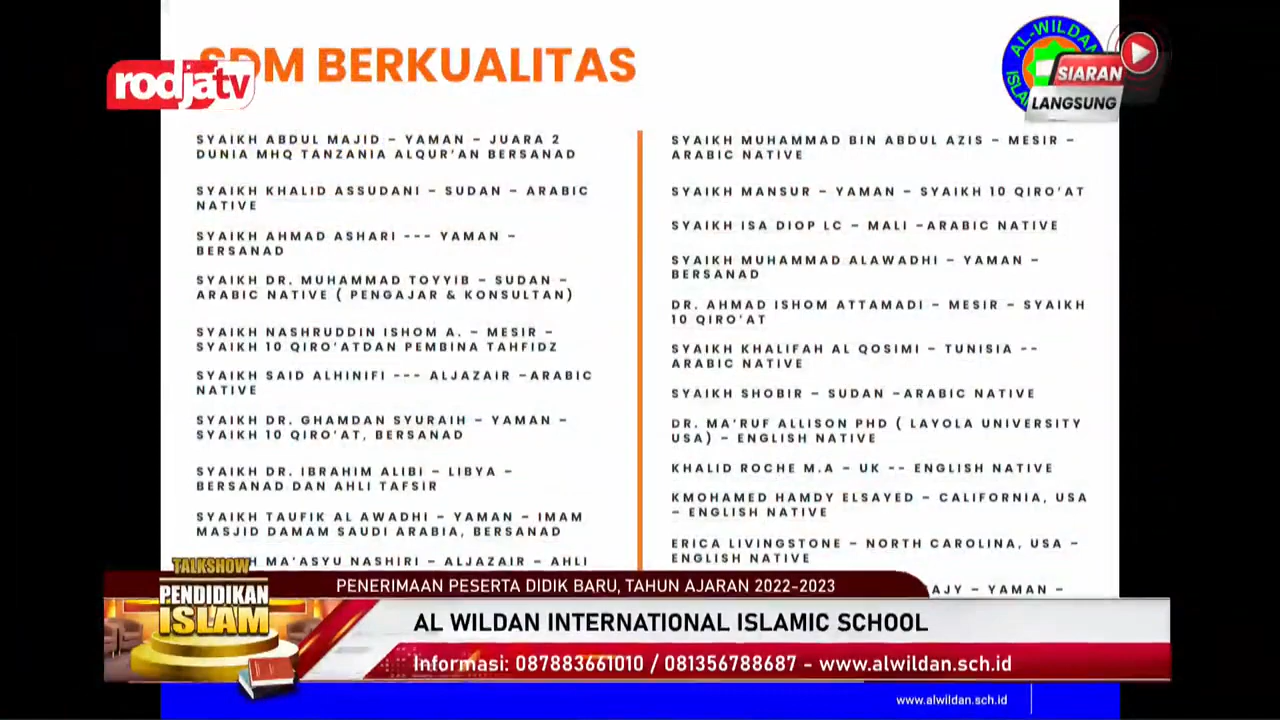 SDM BERKUALITAS
rodjatv
AL-WILDAN
SIARAN
LANGSUNG
SYAIKH ABDUL MAJID – YAMAN – JUARA 2
DUNIA MHQ TANZANIA ALQUR'AN BERSANAD
SYAIKH KHALID ASSUDANI – SUDAN – ARABIC
NATIVE
SYAIKH AHMAD ASHARI --- YAMAN –
BERSANAD
SYAIKH DR. MUHAMMAD TOYYIB – SUDAN –
ARABIC NATIVE ( PENGAJAR & KONSULTAN)
SYAIKH NASHRUDDIN ISHOM A. – MESIR –
SYAIKH 10 QIRO'ATDAN PEMBINA TAHFIDZ
SYAIKH SAID ALHINIFI --- ALJAZAIR –ARABIC
NATIVE
SYAIKH DR. GHAMDAN SYURAIH – YAMAN –
SYAIKH 10 QIRO'AT, BERSANAD
SYAIKH DR. IBRAHIM ALIBI – LIBYA –
BERSANAD DAN AHLI TAFSIR
SYAIKH TAUFIK AL AWADHI – YAMAN – IMAM
MASJID DAMAM SAUDI ARABIA, BERSANAD
MA'ASYU NASHIRI – ALJAZAIR – AHLI
SYAIKH MUHAMMAD BIN ABDUL AZIS – MESIR –
ARABIC NATIVE
SYAIKH MANSUR – YAMAN – SYAIKH 10 QIRO'AT
SYAIKH ISA DIOP LC – MALI –ARABIC NATIVE
SYAIKH MUHAMMAD ALAWADHI – YAMAN –
BERSANAD
DR. AHMAD ISHOM ATTAMADI – MESIR – SYAIKH
10 QIRO'AT
SYAIKH KHALIFAH AL QOSIMI – TUNISIA --
ARABIC NATIVE
SYAIKH SHOBIR – SUDAN –ARABIC NATIVE
DR. MA'RUF ALLISON PHD ( LAYOLA UNIVERSITY
USA) – ENGLISH NATIVE
KHALID ROCHE M.A – UK -- ENGLISH NATIVE
KMOHAMED HAMDY ELSAYED – CALIFORNIA, USA
– ENGLISH NATIVE
ERICA LIVINGSTONE – NORTH CAROLINA, USA –
ENGLISH NATIVE
AJY – YAMAN –
TALKSHOW
PENDIDIKAN
ISLAM
PENERIMAAN PESERTA DIDIK BARU, TAHUN AJARAN 2022-2023
AL WILDAN INTERNATIONAL ISLAMIC SCHOOL
Informasi: 087883661010 / 081356788687 - www.alwildan.sch.id
www.alwildan.sch.id